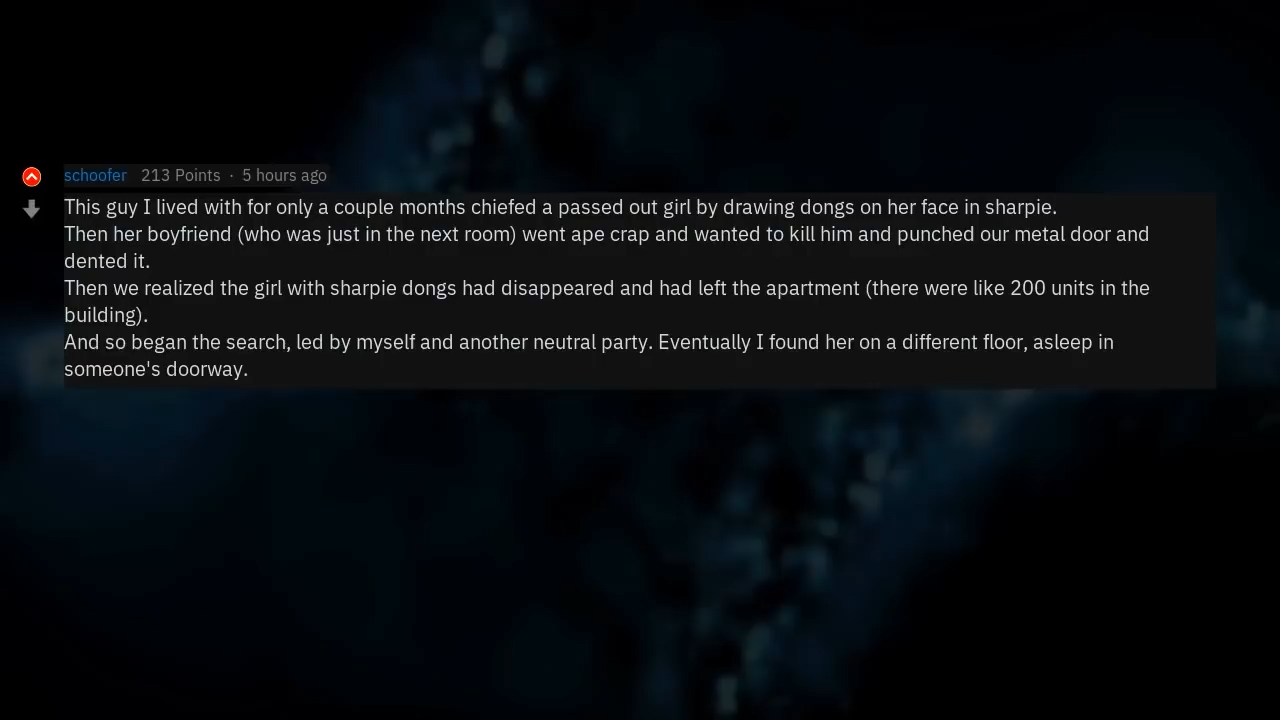 schoofer 213 Points · 5 hours ago
This guy I lived with for only a couple months chiefed a passed out girl by drawing dongs on her face in sharpie.
Then her boyfriend (who was just in the next room) went ape crap and wanted to kill him and punched our metal door and
dented it.
Then we realized the girl with sharpie dongs had disappeared and had left the apartment (there were like 200 units in the
building).
And so began the search, led by myself and another neutral party. Eventually I found her on a different floor, asleep in
someone's doorway.